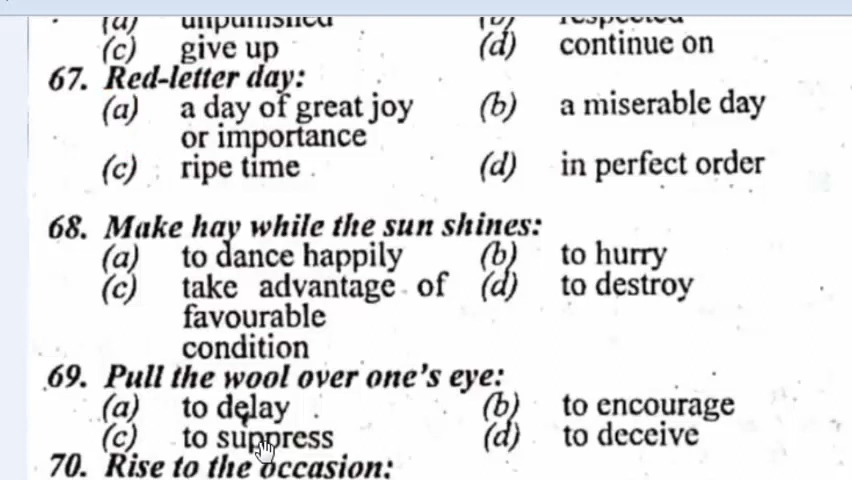 (a) unpunished (b) respected
(c) give up (d) continue on
67. Red-letter day:
(a) a day of great joy (b) a miserable day
or importance
(c) ripe time (d) in perfect order
68. Make hay while the sun shines:
(a) to dance happily (b) to hurry
(c) take advantage of (d) to destroy
favourable
condition
69. Pull the wool over one's eye:
(a) to delay (b) to encourage
(c) to suppress (d) to deceive
70. Rise to the occasion: